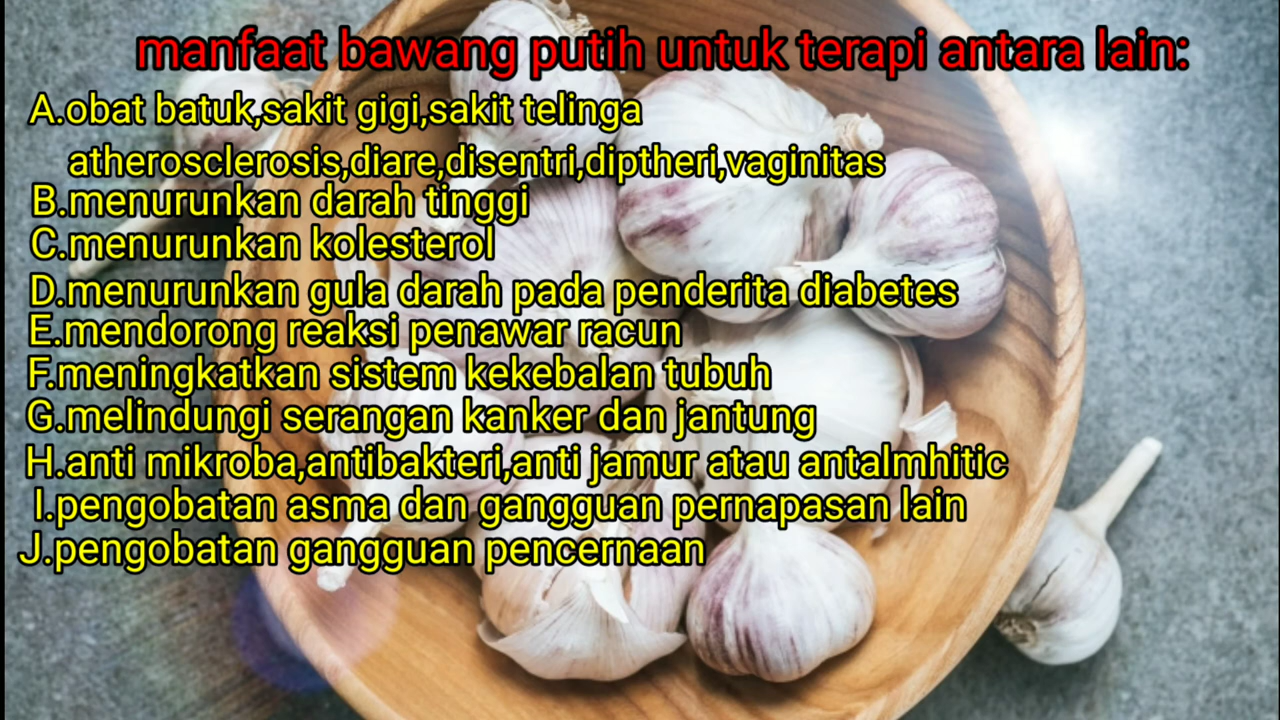 manfaat bawang putih untuk terapi antara lain:
A.obat batuk,sakit gigi,sakit telinga
atherosclerosis,diare,disentri,diptheri,vaginitas
B.menurunkan darah tinggi
C.menurunkan kolesterol
D.menurunkan gula darah pada penderita diabetes
E.mendorong reaksi penawar racun
F.meningkatkan sistem kekebalan tubuh
G.melindungi serangan kanker dan jantung
H.anti mikroba,antibakteri,anti jamur atau antalmhitic
I.pengobatan asma dan gangguan pernapasan lain
J.pengobatan gangguan pencernaan